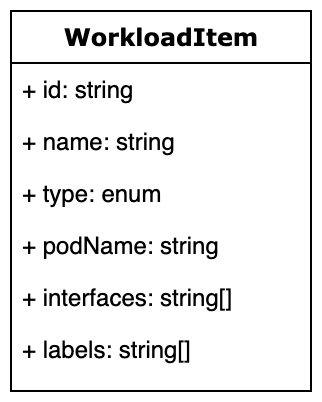 WorkloadItem
+ id: string
+ name: string
+ type: enum
+ podName: string
+ interfaces: string[]
+ labels: string[]